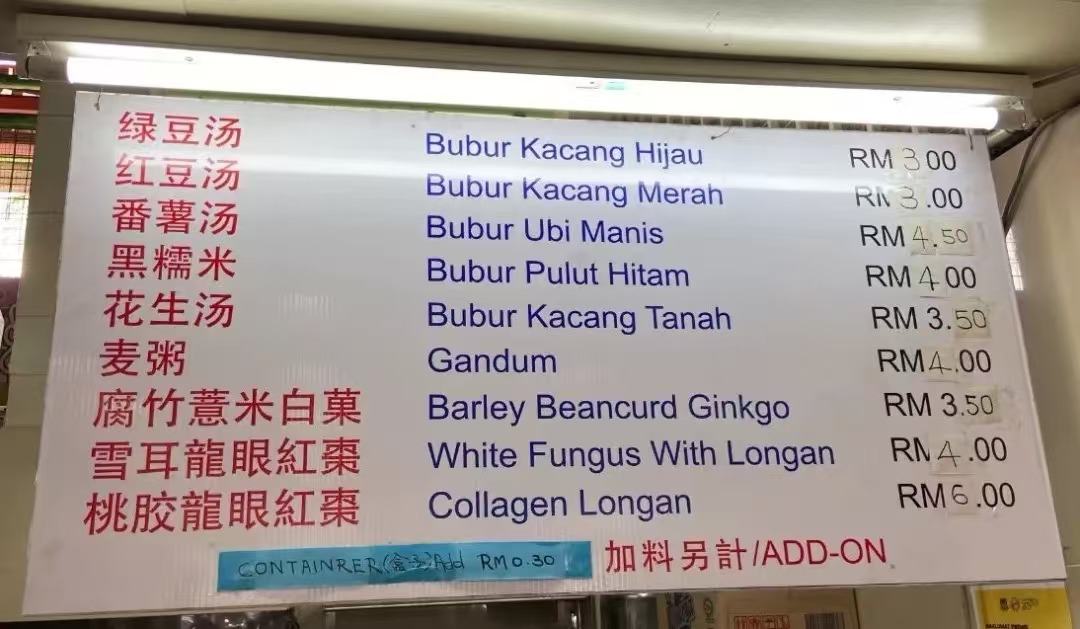 绿豆汤 Bubur Kacang Hijau RM 3.00
红豆汤 Bubur Kacang Merah RM 3.00
番薯汤 Bubur Ubi Manis RM 4.50
黑糯米 Bubur Pulut Hitam RM 4.00
花生汤 Bubur Kacang Tanah RM 3.50
麦粥 Gandum RM 4.00
腐竹薏米白菓 Barley Beancurd Ginkgo RM 3.50
雪耳龍眼紅棗 White Fungus With Longan RM 4.00
桃胶龍眼紅棗 Collagen Longan RM 6.00
CONTAINRER(盒子)Add RM 0.30 加料另計/ADD-ON